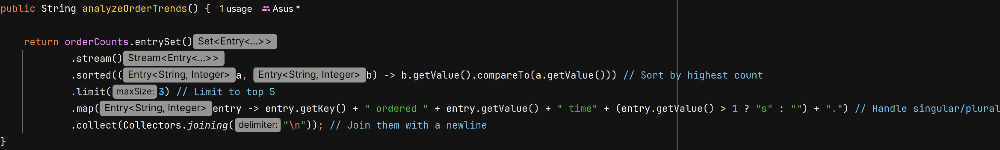 public String analyzeOrderTrends() { 1 usage Asus *
return orderCounts.entrySet() Set<Entry<...>>
.stream() Stream<Entry<...>>
.sorted(( Entry<String, Integer> a, Entry<String, Integer> b) -> b.getValue().compareTo(a.getValue())) // Sort by highest count
.limit( maxSize: 3) // Limit to top 5
.map( Entry<String, Integer> entry -> entry.getKey() + " ordered " + entry.getValue() + " time" + (entry.getValue() > 1 ? "s" : "") + ".") // Handle singular/plural
.collect(Collectors.joining( delimiter: "\n")); // Join them with a newline
}